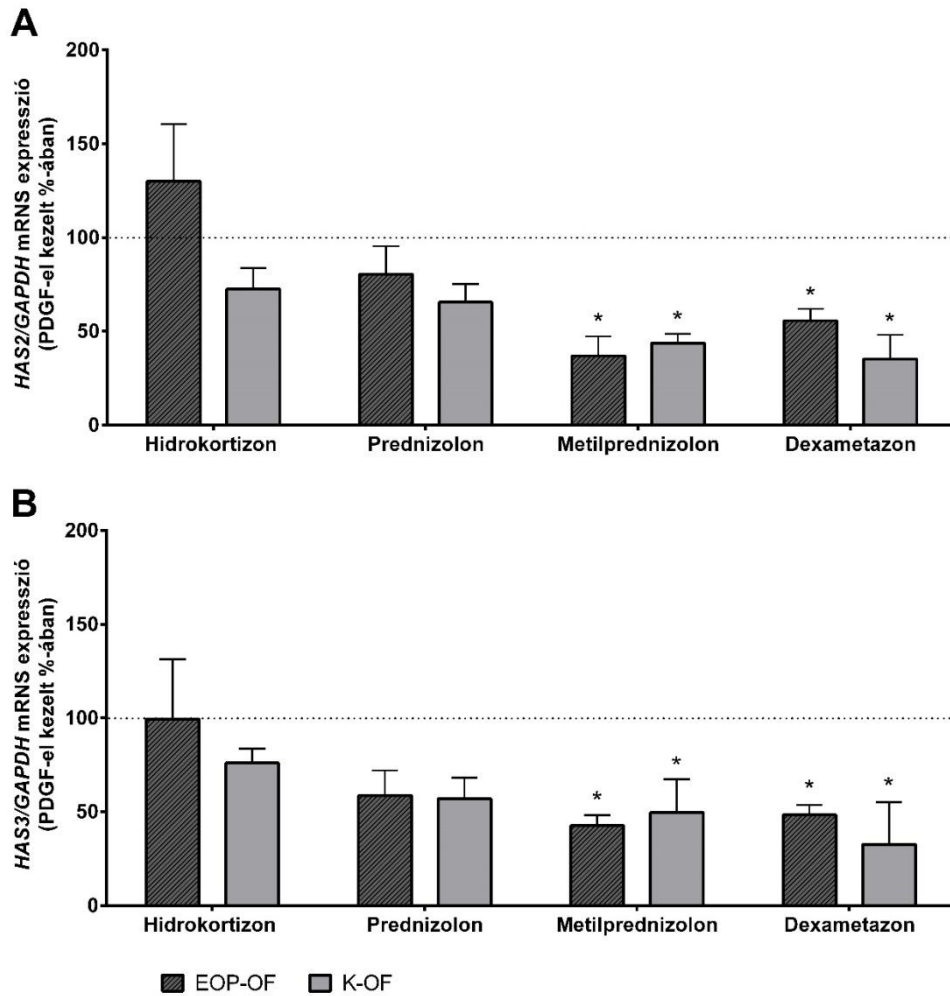 A
HAS2/GAPDH mRNS expresszió
(PDGF-el kezelt %-ában)
200
150
100
50
0
* * * *
Hidrokortizon Prednizolon Metilprednizolon Dexametazon
B
HAS3/GAPDH mRNS expresszió
(PDGF-el kezelt %-ában)
200
150
100
50
0
* * * *
Hidrokortizon Prednizolon Metilprednizolon Dexametazon
EOP-OF K-OF